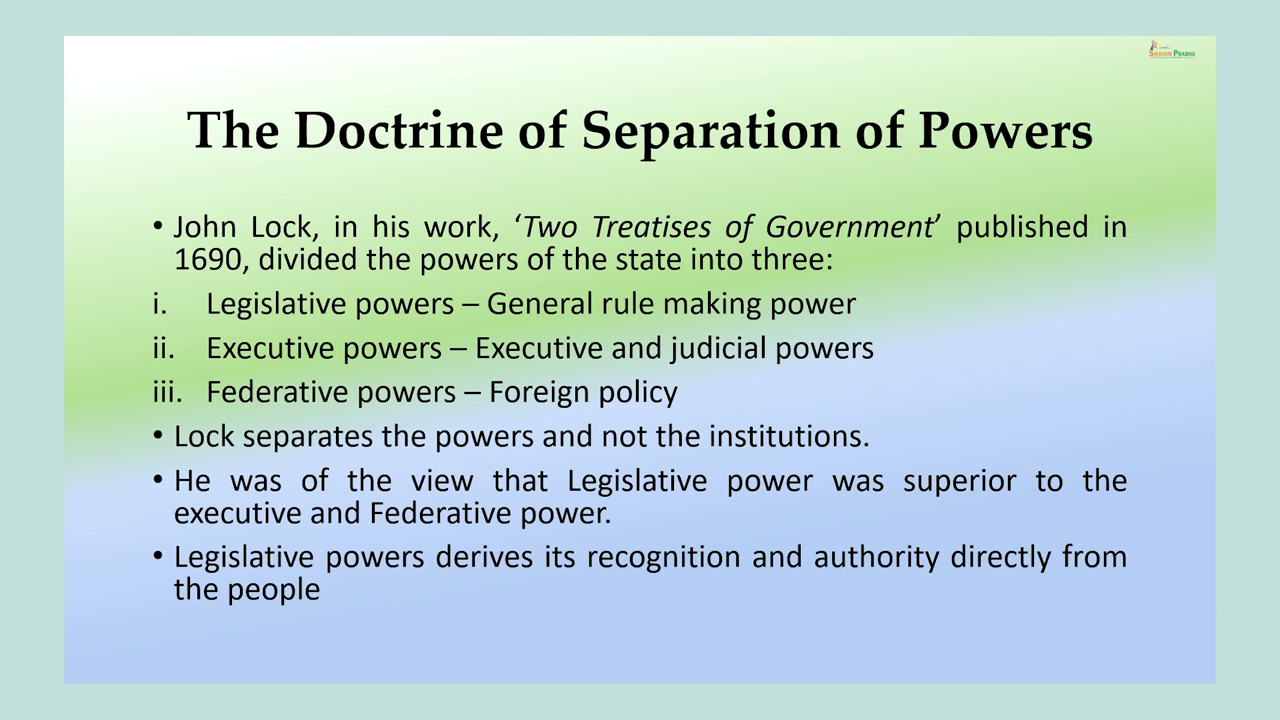 SWAYAM PRABHA
The Doctrine of Separation of Powers
• John Lock, in his work, ‘Two Treatises of Government’ published in
1690, divided the powers of the state into three:
i. Legislative powers – General rule making power
ii. Executive powers – Executive and judicial powers
iii. Federative powers – Foreign policy
• Lock separates the powers and not the institutions.
• He was of the view that Legislative power was superior to the
executive and Federative power.
• Legislative powers derives its recognition and authority directly from
the people